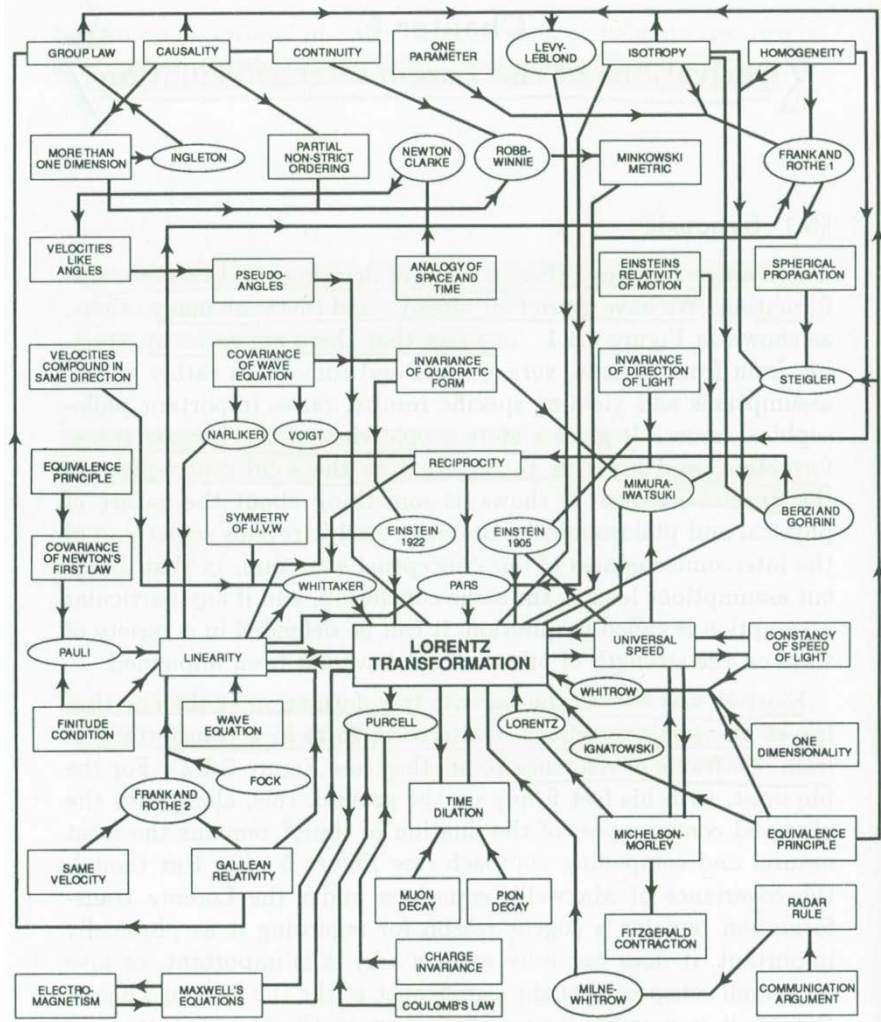 GROUP LAW
CAUSALITY
CONTINUITY
ONE
PARAMETER
LEVY-
LEBLOND
ISOTROPY
HOMOGENEITY
MORE THAN
ONE DIMENSION
INGLETON
PARTIAL
NON-STRICT
ORDERING
NEWTON
CLARKE
ROBB-
WINNIE
MINKOWSKI
METRIC
FRANK AND
ROTHE 1
VELOCITIES
LIKE
ANGLES
PSEUDO-
ANGLES
ANALOGY OF
SPACE AND
TIME
EINSTEINS
RELATIVITY
OF MOTION
SPHERICAL
PROPAGATION
VELOCITIES
COMPOUND IN
SAME DIRECTION
COVARIANCE
OF WAVE
EQUATION
INVARIANCE
OF QUADRATIC
FORM
INVARIANCE
OF DIRECTION
OF LIGHT
STEIGLER
NARLIKER
VOIGT
EQUIVALENCE
PRINCIPLE
RECIPROCITY
MIMURA-
IWATSUKI
BERZI AND
GORRINI
SYMMETRY
OF U,V,W
EINSTEIN
1922
EINSTEIN
1905
COVARIANCE
OF NEWTON'S
FIRST LAW
WHITTAKER
PARS
PAULI
LINEARITY
LORENTZ
TRANSFORMATION
UNIVERSAL
SPEED
CONSTANCY
OF SPEED
OF LIGHT
WHITROW
FINITUDE
CONDITION
WAVE
EQUATION
PURCELL
LORENTZ
IGNATOWSKI
ONE
DIMENSIONALITY
FOCK
FRANK AND
ROTHE 2
TIME
DILATION
MICHELSON-
MORLEY
EQUIVALENCE
PRINCIPLE
SAME
VELOCITY
GALILEAN
RELATIVITY
MUON
DECAY
PION
DECAY
RADAR
RULE
FITZGERALD
CONTRACTION
CHARGE
INVARIANCE
ELECTRO-
MAGNETISM
MAXWELL'S
EQUATIONS
COULOMB'S LAW
MILNE-
WHITROW
COMMUNICATION
ARGUMENT